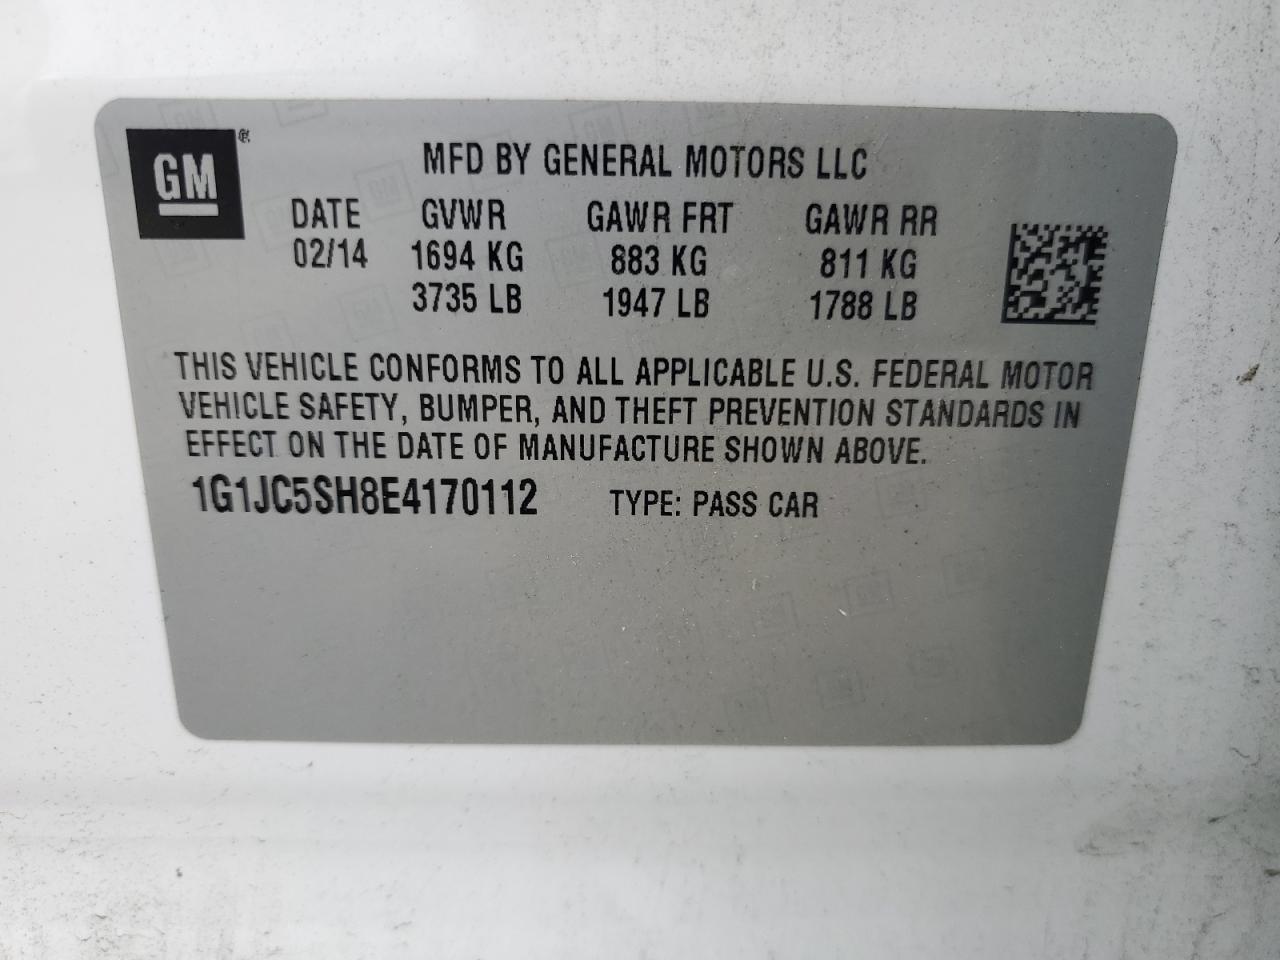 GM®
MFD BY GENERAL MOTORS LLC
DATE GVWR GAWR FRT GAWR RR
02/14 1694 KG 883 KG 811 KG
3735 LB 1947 LB 1788 LB
THIS VEHICLE CONFORMS TO ALL APPLICABLE U.S. FEDERAL MOTOR
VEHICLE SAFETY, BUMPER, AND THEFT PREVENTION STANDARDS IN
EFFECT ON THE DATE OF MANUFACTURE SHOWN ABOVE.
1G1JC5SH8E4170112 TYPE: PASS CAR